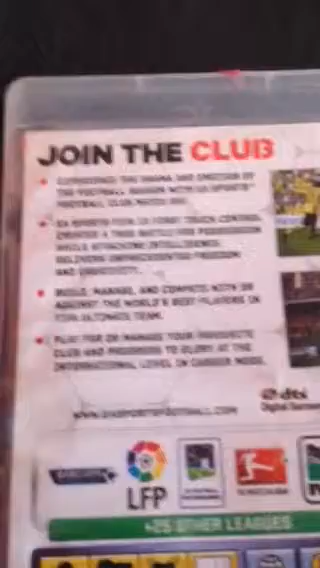 JOIN THE CLUB
EXPERIENCE THE DRAMA AND EMOTION OF
THE FOOTBALL SEASON WITH EA SPORTS™
FOOTBALL CLUB MATCH DAY.
EA SPORTS FIFA 13 FIRST TOUCH CONTROL
CREATES A TRUE BATTLE FOR POSSESSION
WHILE ATTACKING INTELLIGENCE
DELIVERS UNPRECEDENTED FREEDOM
AND CREATIVITY.
BUILD, MANAGE, AND COMPETE WITH OR
AGAINST THE WORLD'S BEST PLAYERS IN
FIFA ULTIMATE TEAM.
PLAY FOR OR MANAGE YOUR FAVOURITE
CLUB AND PROGRESS TO GLORY AT THE
INTERNATIONAL LEVEL IN CAREER MODE.
WWW.EASPORTSFOOTBALL.COM
dts
Digital Surround
BARCLAYS
LFP
BUNDESLIGA
+25 OTHER LEAGUES